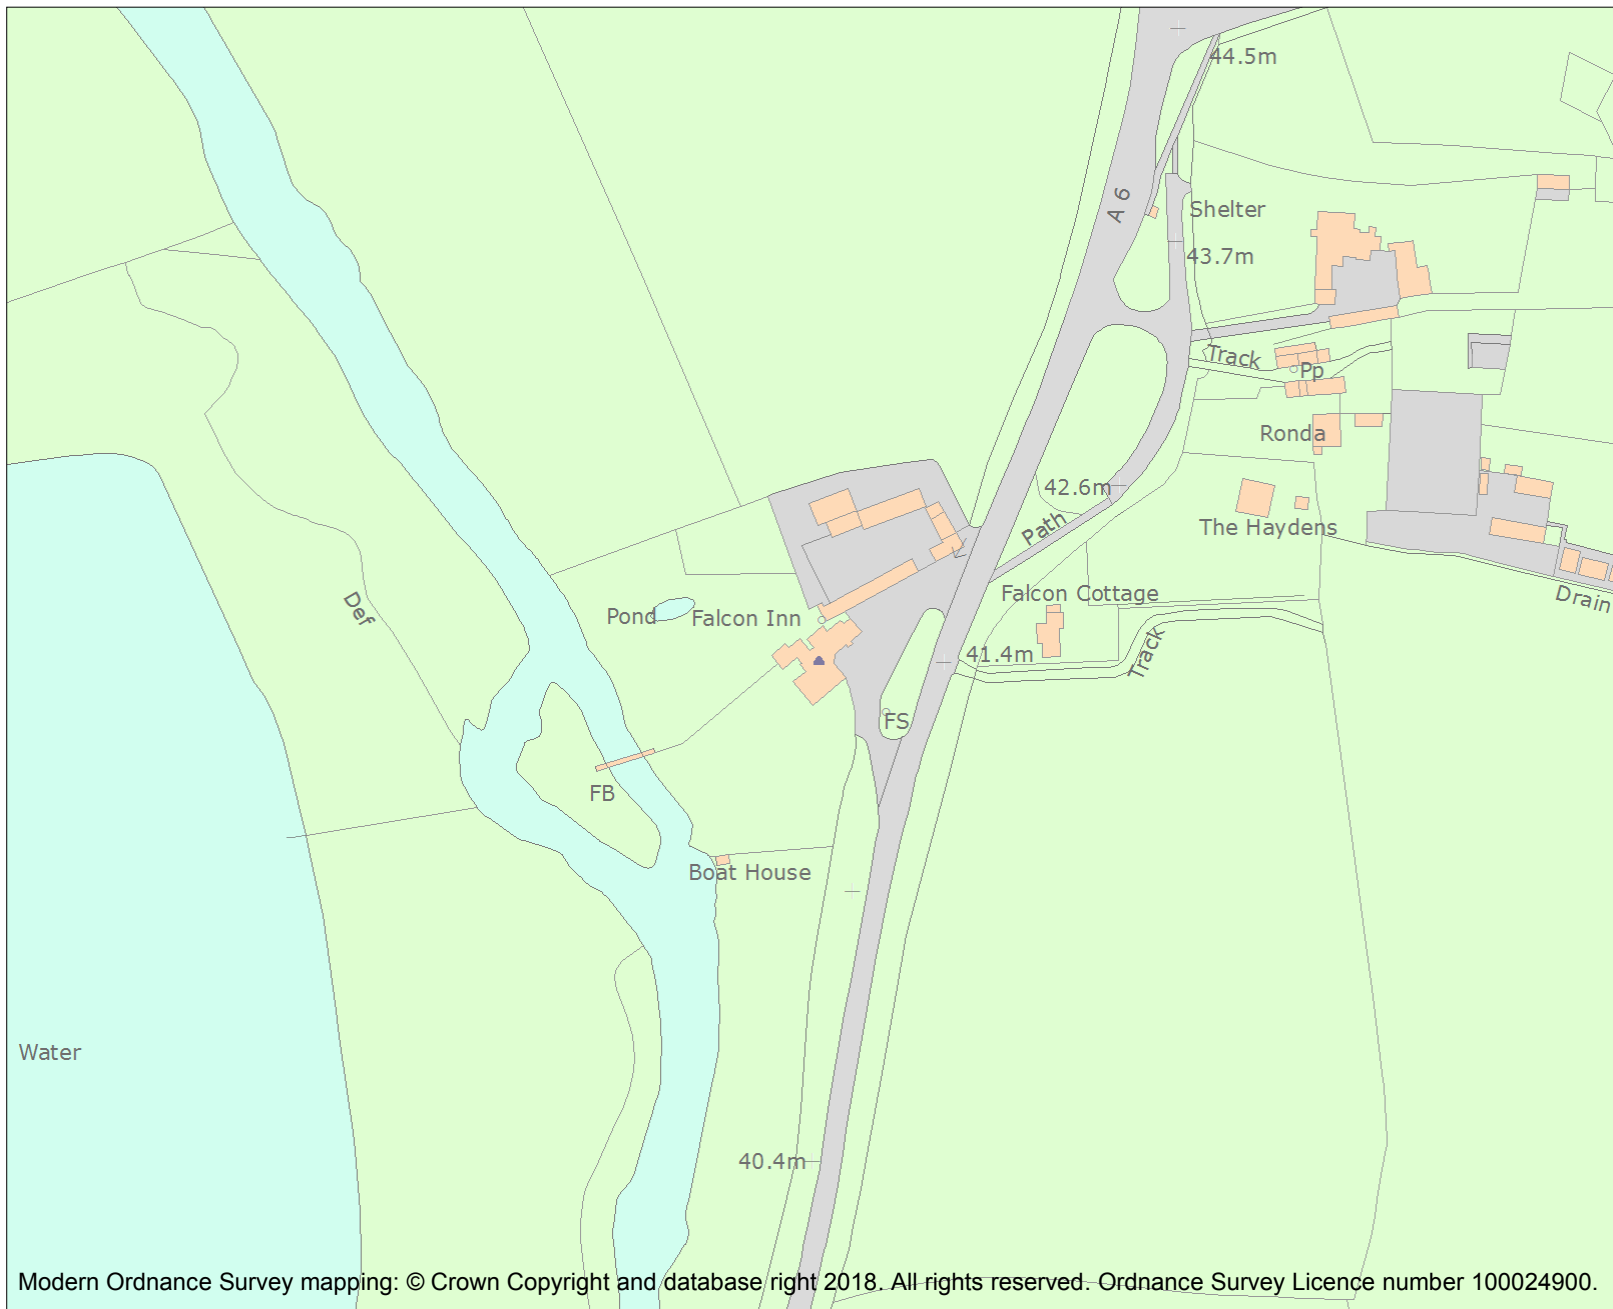 44.5m
A 6
Shelter
43.7m
Track
Pp
Ronda
42.6m
The Haydens
Path
Falcon Cottage
Drain
Def
Pond
Falcon Inn
41.4m
Track
FS
FB
Boat House
Water
40.4m
Modern Ordnance Survey mapping: © Crown Copyright and database right 2018. All rights reserved. Ordnance Survey Licence number 100024900.